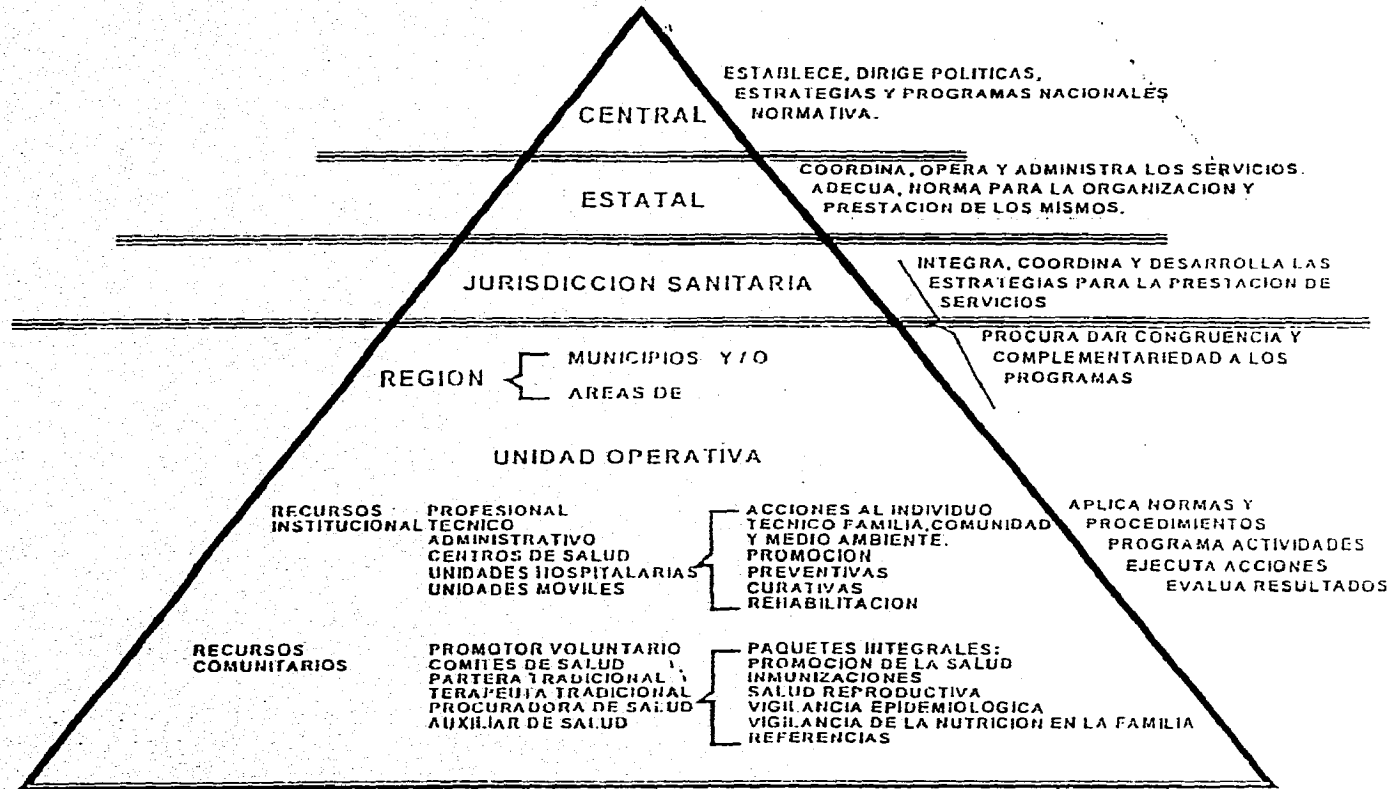 CENTRAL
ESTABLECE, DIRIGE POLITICAS,
ESTRATEGIAS Y PROGRAMAS NACIONALES
NORMATIVA.
ESTATAL
COORDINA, OPERA Y ADMINISTRA LOS SERVICIOS.
ADECUA, NORMA PARA LA ORGANIZACION Y
PRESTACION DE LOS MISMOS.
JURISDICCION SANITARIA
INTEGRA, COORDINA Y DESARROLLA LAS
ESTRATEGIAS PARA LA PRESTACION DE
SERVICIOS
PROCURA DAR CONGRUENCIA Y
COMPLEMENTARIEDAD A LOS
PROGRAMAS
REGION
MUNICIPIOS Y/O
AREAS DE
UNIDAD OPERATIVA
RECURSOS
INSTITUCIONAL
PROFESIONAL
TECNICO
ADMINISTRATIVO
CENTROS DE SALUD
UNIDADES HOSPITALARIAS
UNIDADES MOVILES
ACCIONES AL INDIVIDUO
TECNICO FAMILIA, COMUNIDAD
Y MEDIO AMBIENTE.
PROMOCION
PREVENTIVAS
CURATIVAS
REHABILITACION
APLICA NORMAS Y
PROCEDIMIENTOS
PROGRAMA ACTIVIDADES
EJECUTA ACCIONES
EVALUA RESULTADOS
RECURSOS
COMUNITARIOS
PROMOTOR VOLUNTARIO
COMITES DE SALUD
PARTERA TRADICIONAL
TERAPEUTA TRADICIONAL
PROCURADORA DE SALUD
AUXILIAR DE SALUD
PAQUETES INTEGRALES:
PROMOCION DE LA SALUD
INMUNIZACIONES
SALUD REPRODUCTIVA
VIGILANCIA EPIDEMIOLOGICA
VIGILANCIA DE LA NUTRICION EN LA FAMILIA
REFERENCIAS